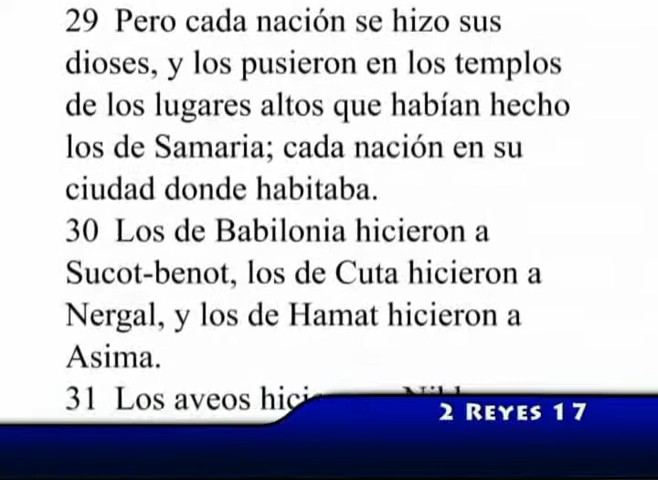 29 Pero cada nación se hizo sus
dioses, y los pusieron en los templos
de los lugares altos que habían hecho
los de Samaria; cada nación en su
ciudad donde habitaba.
30 Los de Babilonia hicieron a
Sucot-benot, los de Cuta hicieron a
Nergal, y los de Hamat hicieron a
Asima.
31 Los aveos
2 REYES 17